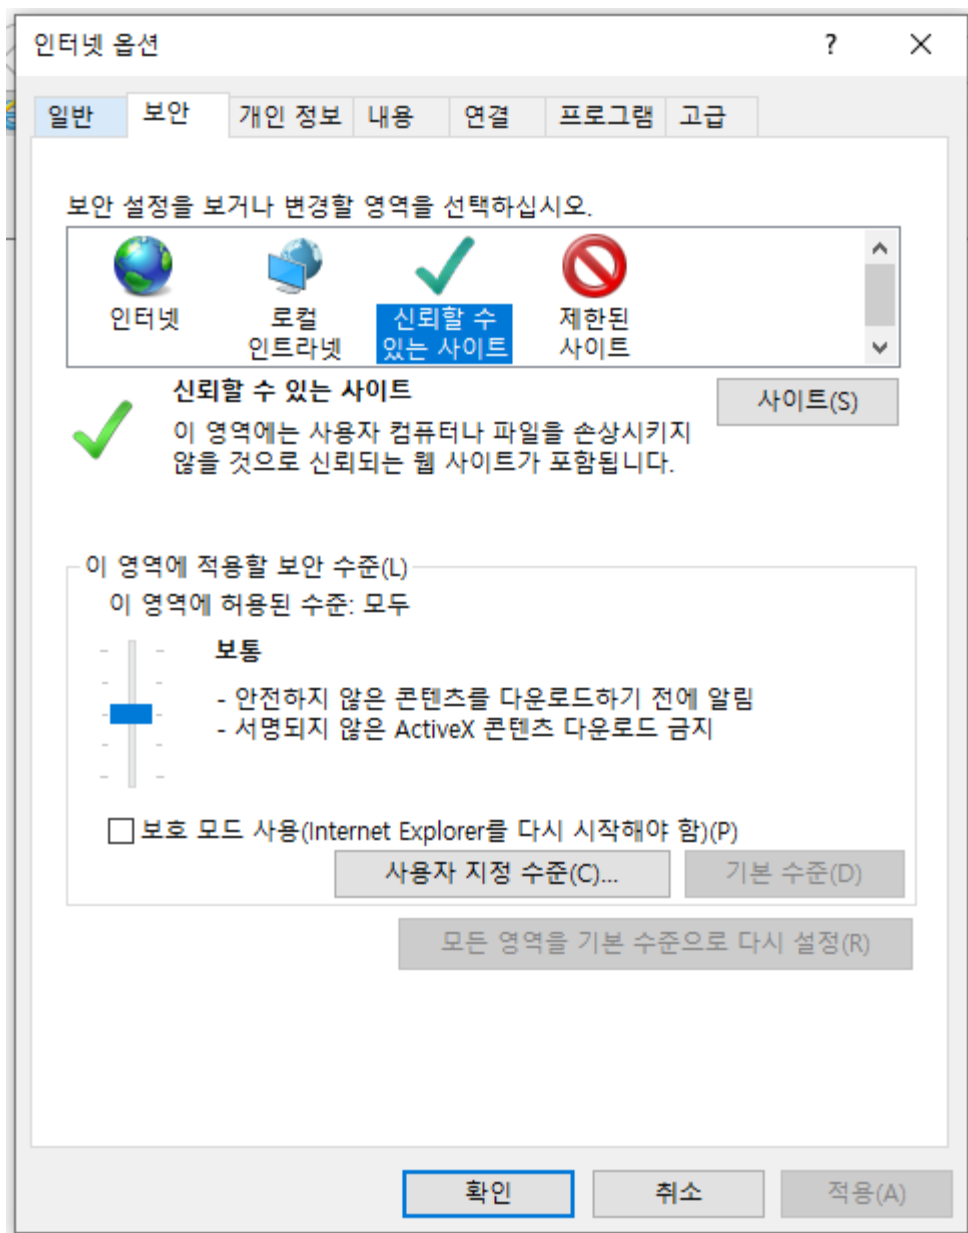 인터넷 옵션
?
일반 보안 개인 정보 내용 연결 프로그램 고급
보안 설정을 보거나 변경할 영역을 선택하십시오.
인터넷
로컬
인트라넷
신뢰할 수
있는 사이트
제한된
사이트
신뢰할 수 있는 사이트
사이트(S)
이 영역에는 사용자 컴퓨터나 파일을 손상시키지
않을 것으로 신뢰되는 웹 사이트가 포함됩니다.
이 영역에 적용할 보안 수준(L)
이 영역에 허용된 수준: 모두
보통
- 안전하지 않은 콘텐츠를 다운로드하기 전에 알림
- 서명되지 않은 ActiveX 콘텐츠 다운로드 금지
보호 모드 사용(Internet Explorer를 다시 시작해야 함)(P)
사용자 지정 수준(C)... 기본 수준(D)
모든 영역을 기본 수준으로 다시 설정(R)
확인 취소 적용(A)